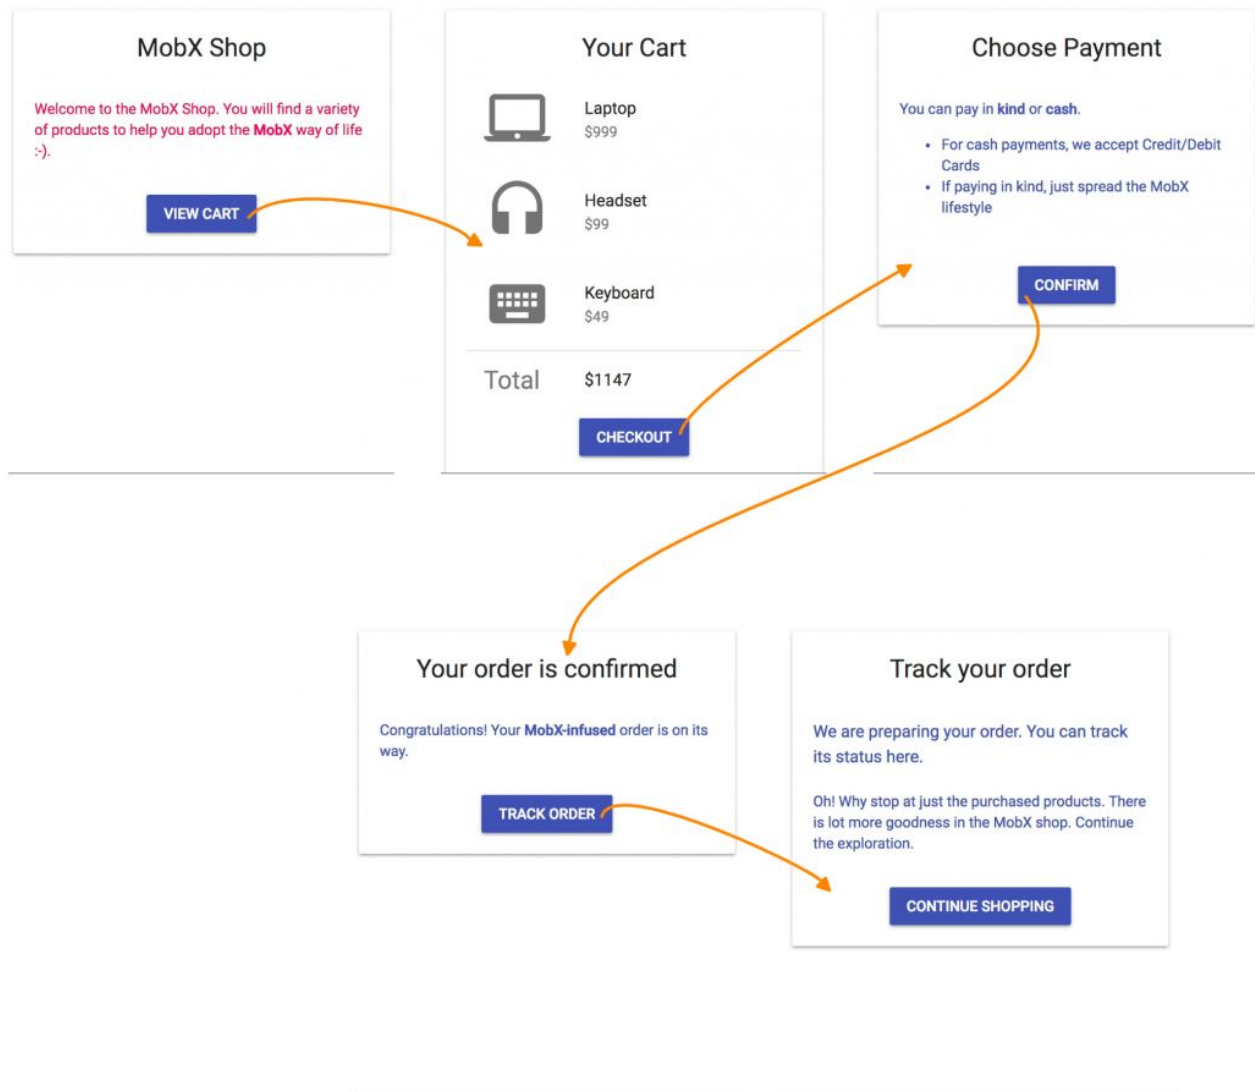 MobX Shop
Welcome to the MobX Shop. You will find a variety
of products to help you adopt the MobX way of life
:-).
VIEW CART
Your Cart
Laptop
$999
Headset
$99
Keyboard
$49
Total $1147
CHECKOUT
Choose Payment
You can pay in kind or cash.
• For cash payments, we accept Credit/Debit
Cards
• If paying in kind, just spread the MobX
lifestyle
CONFIRM
Your order is confirmed
Congratulations! Your MobX-infused order is on its
way.
TRACK ORDER
Track your order
We are preparing your order. You can track
its status here.
Oh! Why stop at just the purchased products. There
is lot more goodness in the MobX shop. Continue
the exploration.
CONTINUE SHOPPING